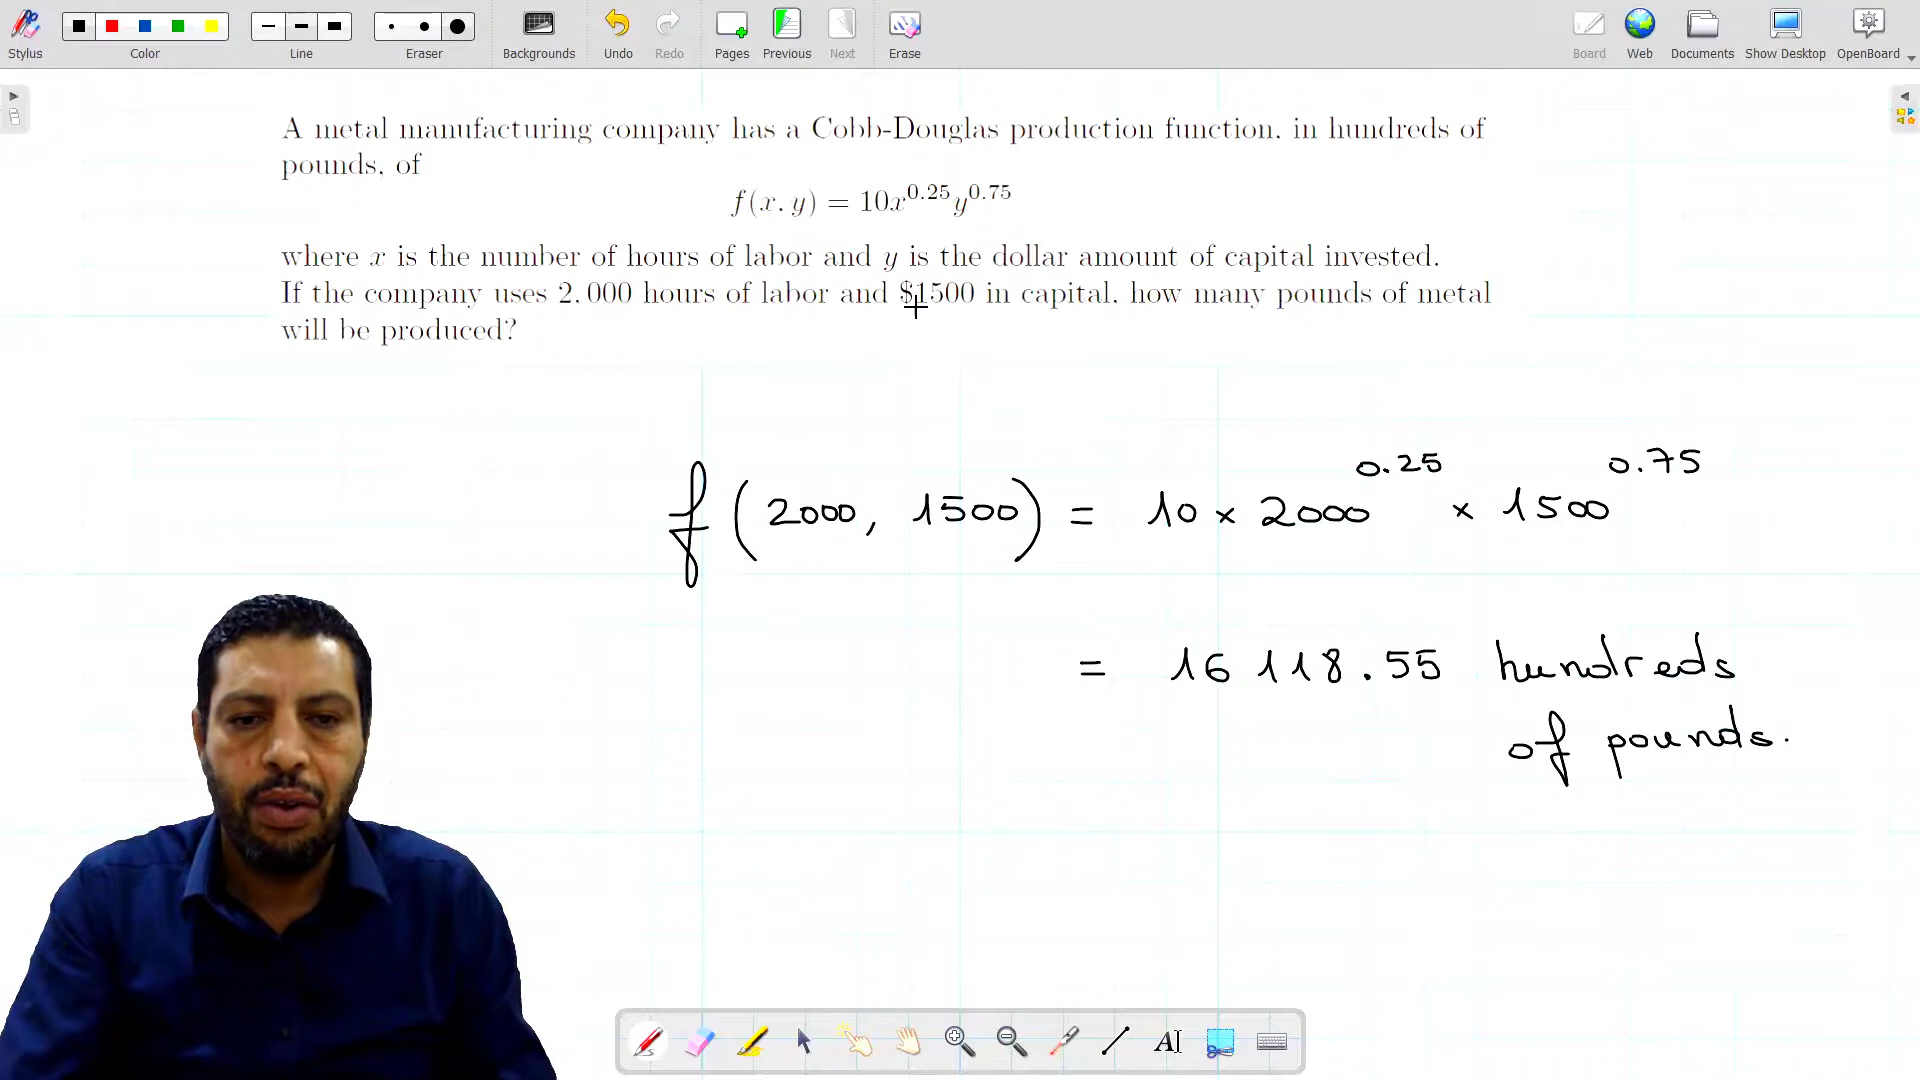 Stylus
Color
Line
Eraser
Backgrounds
Undo
Redo
Pages
Previous
Next
Erase
Board
Web
Documents
Show Desktop
OpenBoard
A metal manufacturing company has a Cobb-Douglas production function, in hundreds of
pounds, of
f(x, y) = 10x^0.25 y^0.75
where x is the number of hours of labor and y is the dollar amount of capital invested.
If the company uses 2,000 hours of labor and $1500 in capital, how many pounds of metal
will be produced?
f(2000, 1500) = 10 × 2000^0.25 × 1500^0.75
= 16 118.55 hundreds
of pounds.